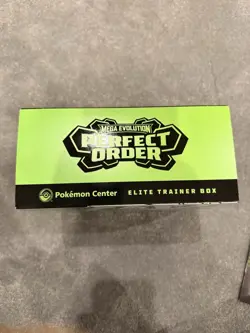 MEGA EVOLUTION
PERFECT
ORDER
Pokémon Center
ELITE TRAINER BOX